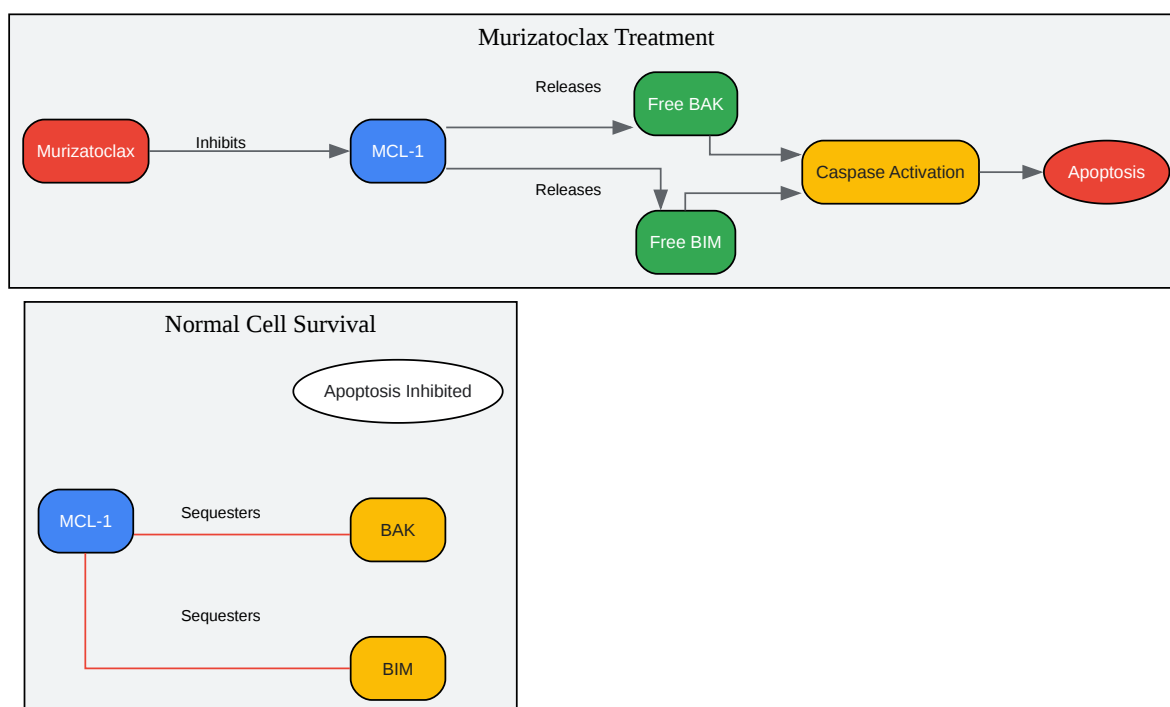 Murizatoclax Treatment
Releases
Free BAK
Murizatoclax
Inhibits
MCL-1
Caspase Activation
Apoptosis
Releases
Free BIM
Normal Cell Survival
Apoptosis Inhibited
MCL-1
Sequesters
BAK
Sequesters
BIM